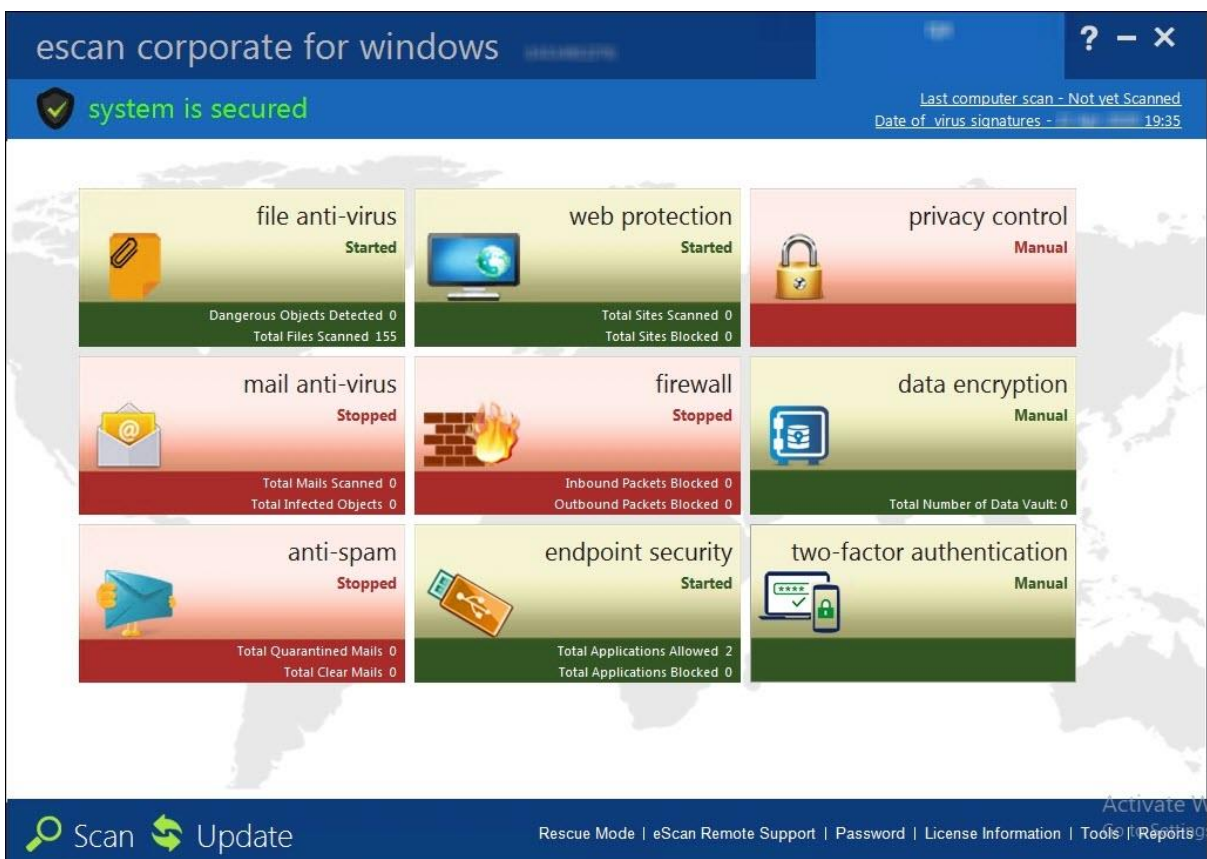 escan corporate for windows
? – ×
system is secured
Last computer scan - Not yet Scanned
Date of virus signatures - 19:35
file anti-virus
Started
Dangerous Objects Detected 0
Total Files Scanned 155
web protection
Started
Total Sites Scanned 0
Total Sites Blocked 0
privacy control
Manual
mail anti-virus
Stopped
Total Mails Scanned 0
Total Infected Objects 0
firewall
Stopped
Inbound Packets Blocked 0
Outbound Packets Blocked 0
data encryption
Manual
Total Number of Data Vault: 0
anti-spam
Stopped
Total Quarantined Mails 0
Total Clear Mails 0
endpoint security
Started
Total Applications Allowed 2
Total Applications Blocked 0
two-factor authentication
Manual
Activate W
Scan Update
Rescue Mode | eScan Remote Support | Password | License Information | Tools | Reports
Go to Setting